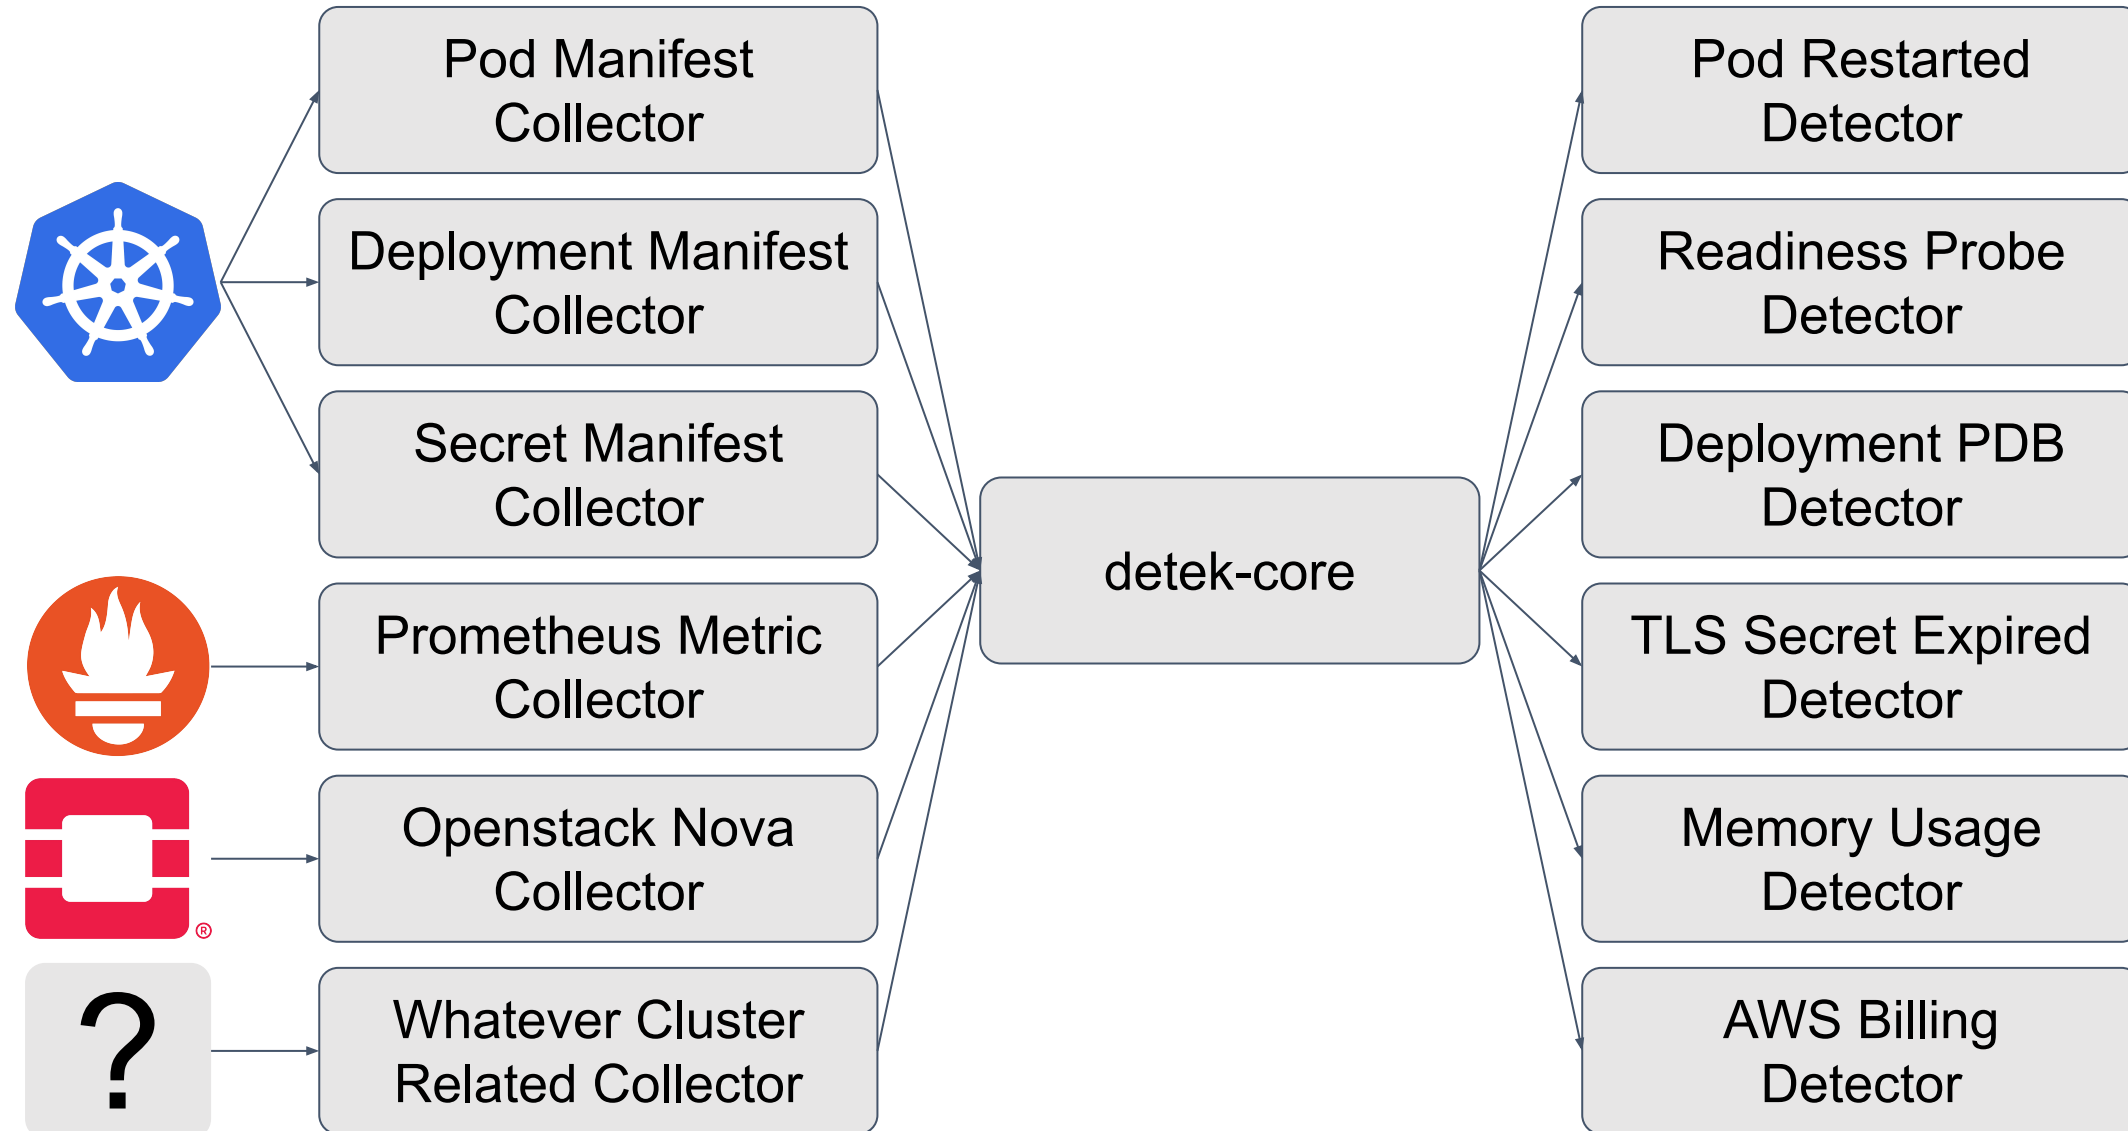 Pod Manifest
Collector
Deployment Manifest
Collector
Secret Manifest
Collector
Prometheus Metric
Collector
Openstack Nova
Collector
®
?
Whatever Cluster
Related Collector
detek-core
Pod Restarted
Detector
Readiness Probe
Detector
Deployment PDB
Detector
TLS Secret Expired
Detector
Memory Usage
Detector
AWS Billing
Detector